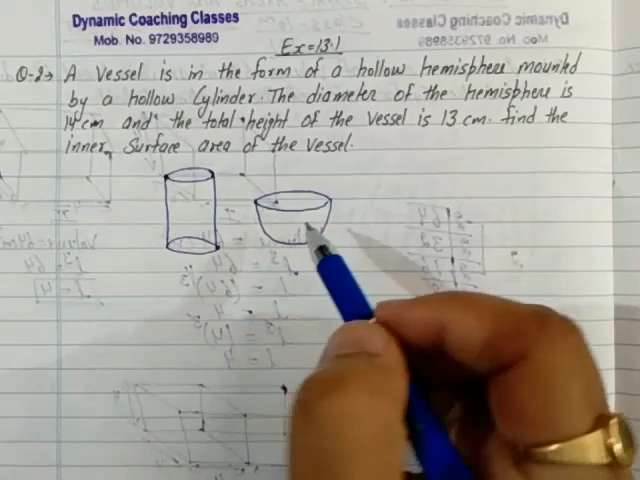 Dynamic Coaching Classes
Mob. No. 9729358989
Ex=13.1
Q-2→ A Vessel is in the form of a hollow hemisphere mounted
by a hollow Cylinder. The diameter of the hemisphere is
14 cm and the total height of the Vessel is 13 cm. find the
inner Surface area of the Vessel.